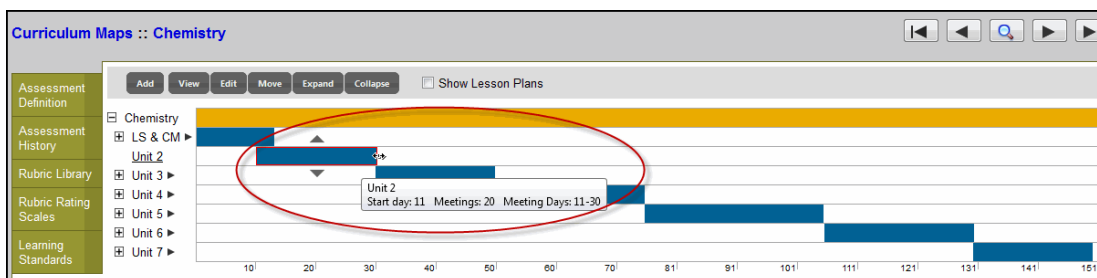 Curriculum Maps :: Chemistry
Add View Edit Move Expand Collapse Show Lesson Plans
Assessment
Definition
Assessment
History
Rubric Library
Rubric Rating
Scales
Learning
Standards
Chemistry
LS & CM
Unit 2
Unit 3
Unit 4
Unit 5
Unit 6
Unit 7
Unit 2
Start day: 11 Meetings: 20 Meeting Days: 11-30
10 20 30 40 50 60 70 81 91 101 111 121 131 141 151